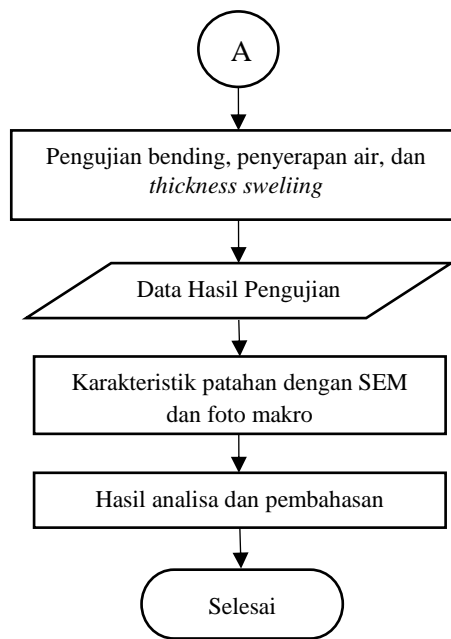 A
Pengujian bending, penyerapan air, dan
thickness sweliing
Data Hasil Pengujian
Karakteristik patahan dengan SEM
dan foto makro
Hasil analisa dan pembahasan
Selesai